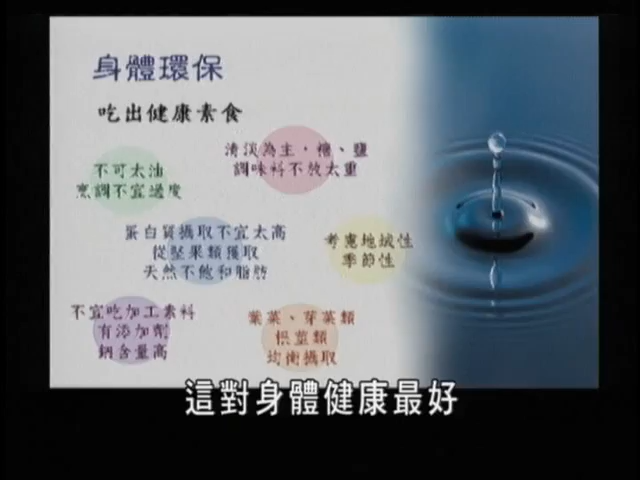 身體環保
吃出健康素食
清淡為主，糖、鹽
調味料不放太重
不可太油
烹調不宜過度
蛋白質攝取不宜太高
從堅果類獲取
天然不飽和脂肪
考慮地域性
季節性
不宜吃加工素料
有添加劑
鈉含量高
葉菜、芽菜類
根莖類
均衡攝取
這對身體健康最好